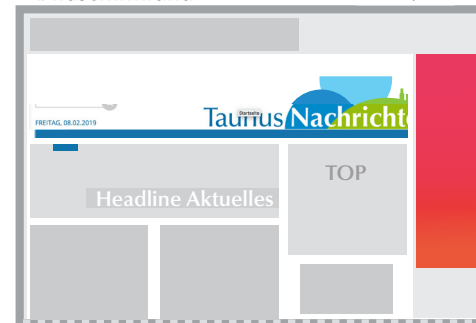 Startseite
FREITAG, 08.02.2019
Taunus Nachricht
TOP
Headline Aktuelles